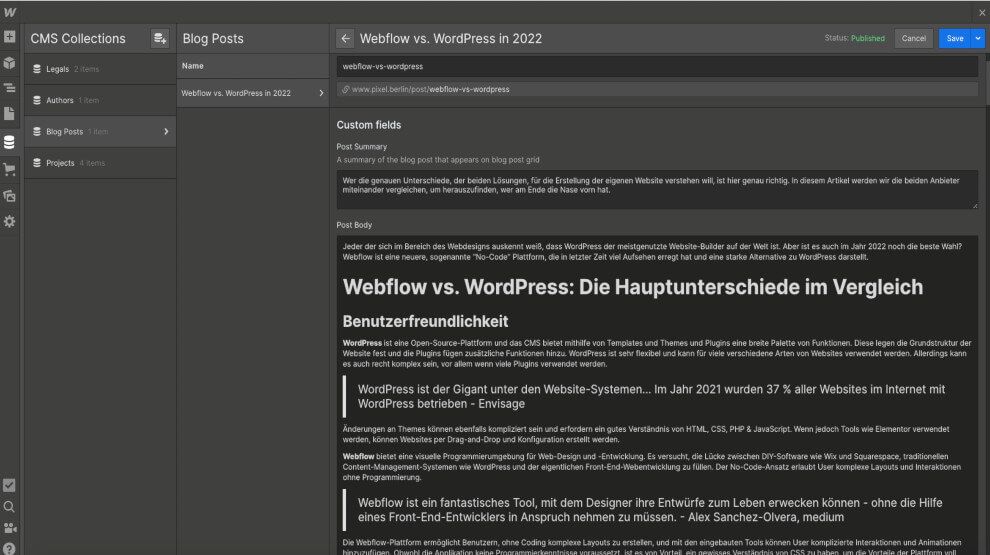 CMS Collections
Legals 2 items
Authors 1 item
Blog Posts 1 item
Projects 4 items
Blog Posts
Name
Webflow vs. WordPress in 2022
Webflow vs. WordPress in 2022
Status: Published
Cancel
Save
webflow-vs-wordpress
www.pixel.berlin/post/webflow-vs-wordpress
Custom fields
Post Summary
A summary of the blog post that appears on blog post grid
Wer die genauen Unterschiede, der beiden Lösungen, für die Erstellung der eigenen Website verstehen will, ist hier genau richtig. In diesem Artikel werden wir die beiden Anbieter
miteinander vergleichen, um herauszufinden, wer am Ende die Nase vorn hat.
Post Body
Jeder der sich im Bereich des Webdesigns auskennt weiß, dass WordPress der meistgenutzte Website-Builder auf der Welt ist. Aber ist es auch im Jahr 2022 noch die beste Wahl?
Webflow ist eine neuere, sogenannte "No-Code" Plattform, die in letzter Zeit viel Aufsehen erregt hat und eine starke Alternative zu WordPress darstellt.
Webflow vs. WordPress: Die Hauptunterschiede im Vergleich
Benutzerfreundlichkeit
WordPress ist eine Open-Source-Plattform und das CMS bietet mithilfe von Templates und Themes und Plugins eine breite Palette von Funktionen. Diese legen die Grundstruktur der
Website fest und die Plugins fügen zusätzliche Funktionen hinzu. WordPress ist sehr flexibel und kann für viele verschiedene Arten von Websites verwendet werden. Allerdings kann
es auch recht komplex sein, vor allem wenn viele Plugins verwendet werden.
WordPress ist der Gigant unter den Website-Systemen... Im Jahr 2021 wurden 37 % aller Websites im Internet mit
WordPress betrieben - Envisage
Änderungen an Themes können ebenfalls kompliziert sein und erfordern ein gutes Verständnis von HTML, CSS, PHP & JavaScript. Wenn jedoch Tools wie Elementor verwendet
werden, können Websites per Drag-and-Drop und Konfiguration erstellt werden.
Webflow bietet eine visuelle Programmierumgebung für Web-Design und -Entwicklung. Es versucht, die Lücke zwischen DIY-Software wie Wix und Squarespace, traditionellen
Content-Management-Systemen wie WordPress und der eigentlichen Front-End-Webentwicklung zu füllen. Der No-Code-Ansatz erlaubt User komplexe Layouts und Interaktionen
ohne Programmierung.
Webflow ist ein fantastisches Tool, mit dem Designer ihre Entwürfe zum Leben erwecken können - ohne die Hilfe
eines Front-End-Entwicklers in Anspruch nehmen zu müssen. - Alex Sanchez-Olvera, medium
Die Webflow-Plattform ermöglicht Benutzern, ohne Coding komplexe Layouts zu erstellen, und mit den eingebauten Tools können User komplizierte Interaktionen und Animationen
hinzuzufügen. Obwohl die Applikation keine Programmierkenntnisse voraussetzt, ist es von Vorteil, ein gewisses Verständnis von CSS zu haben, um die Vorteile der Plattform voll